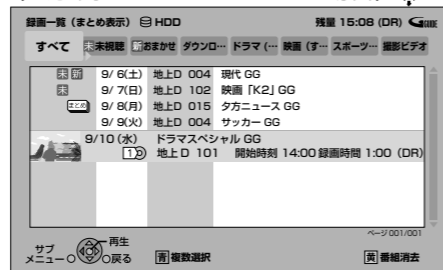 録画一覧（まとめ表示） HDD 残量 15:08 (DR) GGUIDE
すべて 未未視聴 新おまかせ ダウンロ… ドラマ (… 映画（す… スポーツ… 撮影ビデオ
未 新 9/ 6(土) 地上D 004 現代 GG
未 9/ 7(日) 地上D 102 映画「K2」GG
まとめ 9/ 8(月) 地上D 015 夕方ニュース GG
9/ 9(火) 地上D 004 サッカー GG
9/10 (水) ドラマスペシャル GG
1 地上D 101 開始時刻 14:00 録画時間 1:00 (DR)
ページ 001/001
サブメニュー 再生 戻る 青 複数選択 黄 番組消去